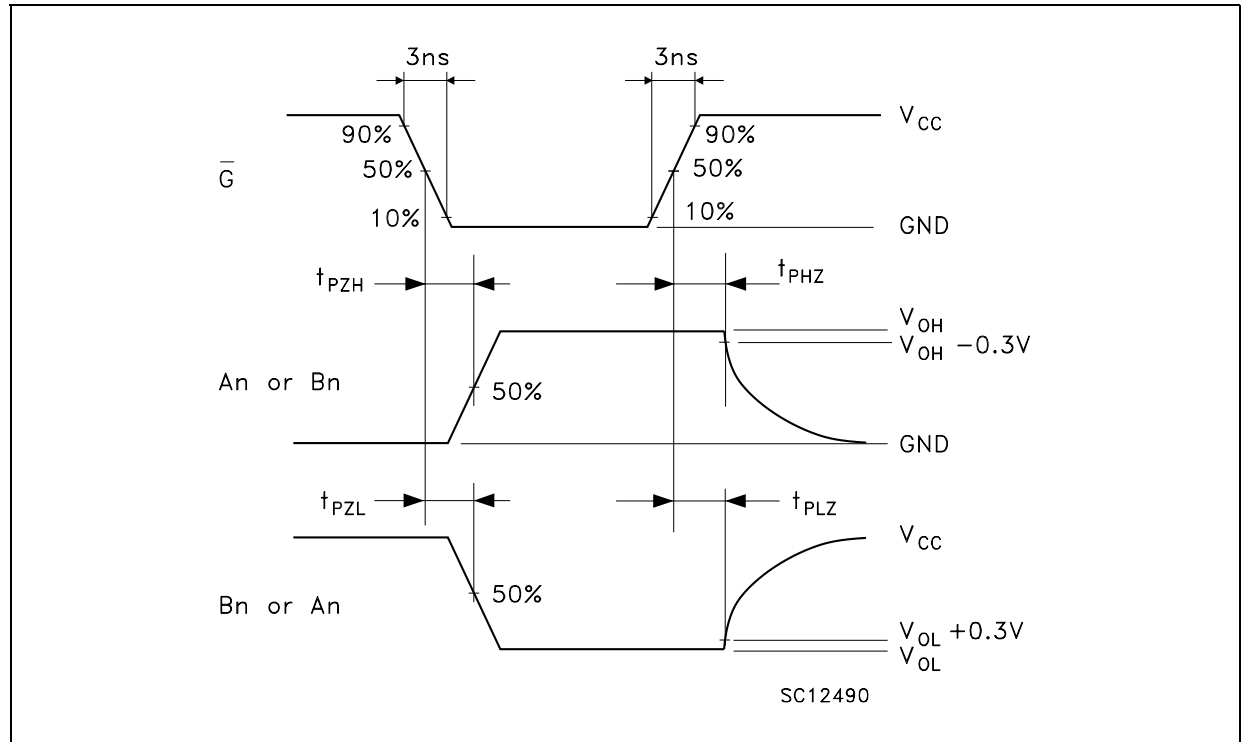 3ns 3ns
90% 90% V_CC
G̅ 50% 50%
10% 10% GND
t_PZH t_PHZ
V_OH
V_OH −0.3V
An or Bn 50%
GND
t_PZL t_PLZ
V_CC
Bn or An 50%
V_OL +0.3V
V_OL
SC12490